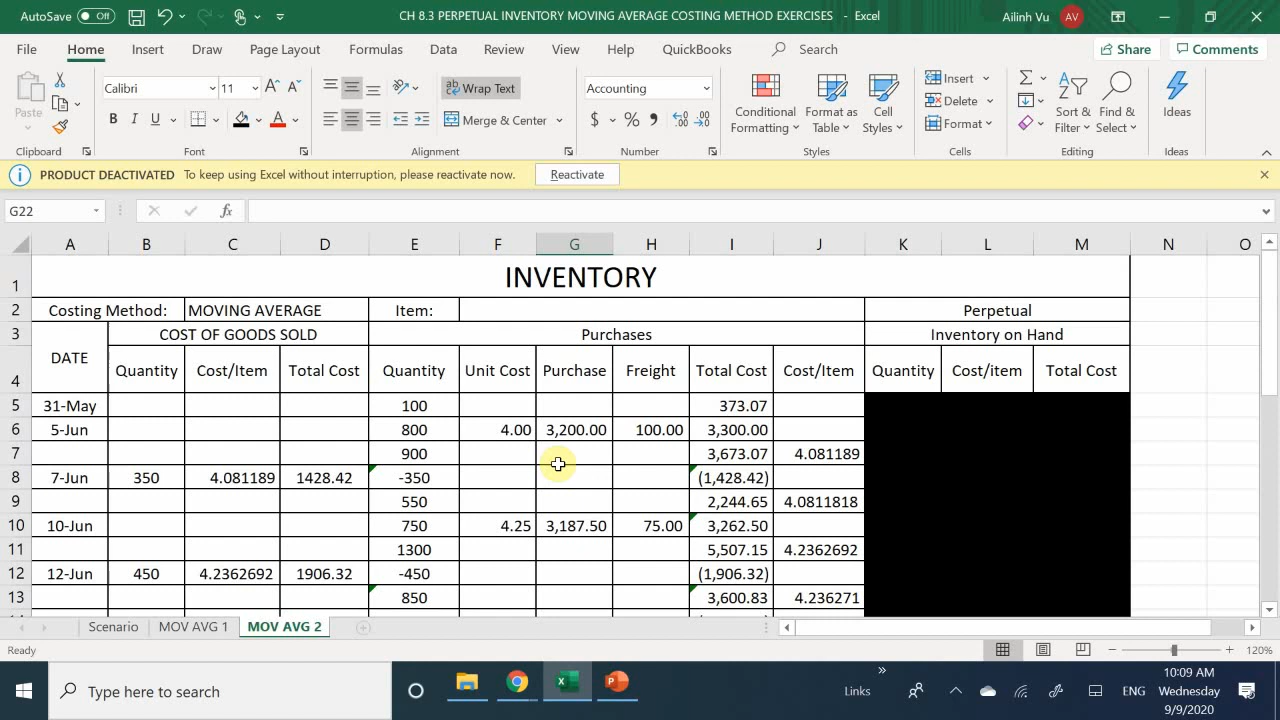 AutoSave Off CH 8.3 PERPETUAL INVENTORY MOVING AVERAGE COSTING METHOD EXERCISES - Excel Ailinh Vu AV
File Home Insert Draw Page Layout Formulas Data Review View Help QuickBooks Search Share Comments
Paste Calibri 11 Wrap Text Accounting Conditional Formatting Format as Table Cell Styles Insert Sort & Filter Find & Select Ideas
B I U A Merge & Center $ % Delete
Format
Clipboard Font Alignment Number Styles Cells Editing Ideas
PRODUCT DEACTIVATED To keep using Excel without interruption, please reactivate now. Reactivate
G22 fx
A B C D E F G H I J K L M N O
1 INVENTORY
2 Costing Method: MOVING AVERAGE Item: Perpetual
3 DATE COST OF GOODS SOLD Purchases Inventory on Hand
4 Quantity Cost/Item Total Cost Quantity Unit Cost Purchase Freight Total Cost Cost/Item Quantity Cost/item Total Cost
5 31-May 100 373.07
6 5-Jun 800 4.00 3,200.00 100.00 3,300.00
7 900 3,673.07 4.081189
8 7-Jun 350 4.081189 1428.42 -350 (1,428.42)
9 550 2,244.65 4.0811818
10 10-Jun 750 4.25 3,187.50 75.00 3,262.50
11 1300 5,507.15 4.2362692
12 12-Jun 450 4.2362692 1906.32 -450 (1,906.32)
13 850 3,600.83 4.236271
Scenario MOV AVG 1 MOV AVG 2
Ready 120%
Type here to search Links ENG 10:09 AM
Wednesday
9/9/2020